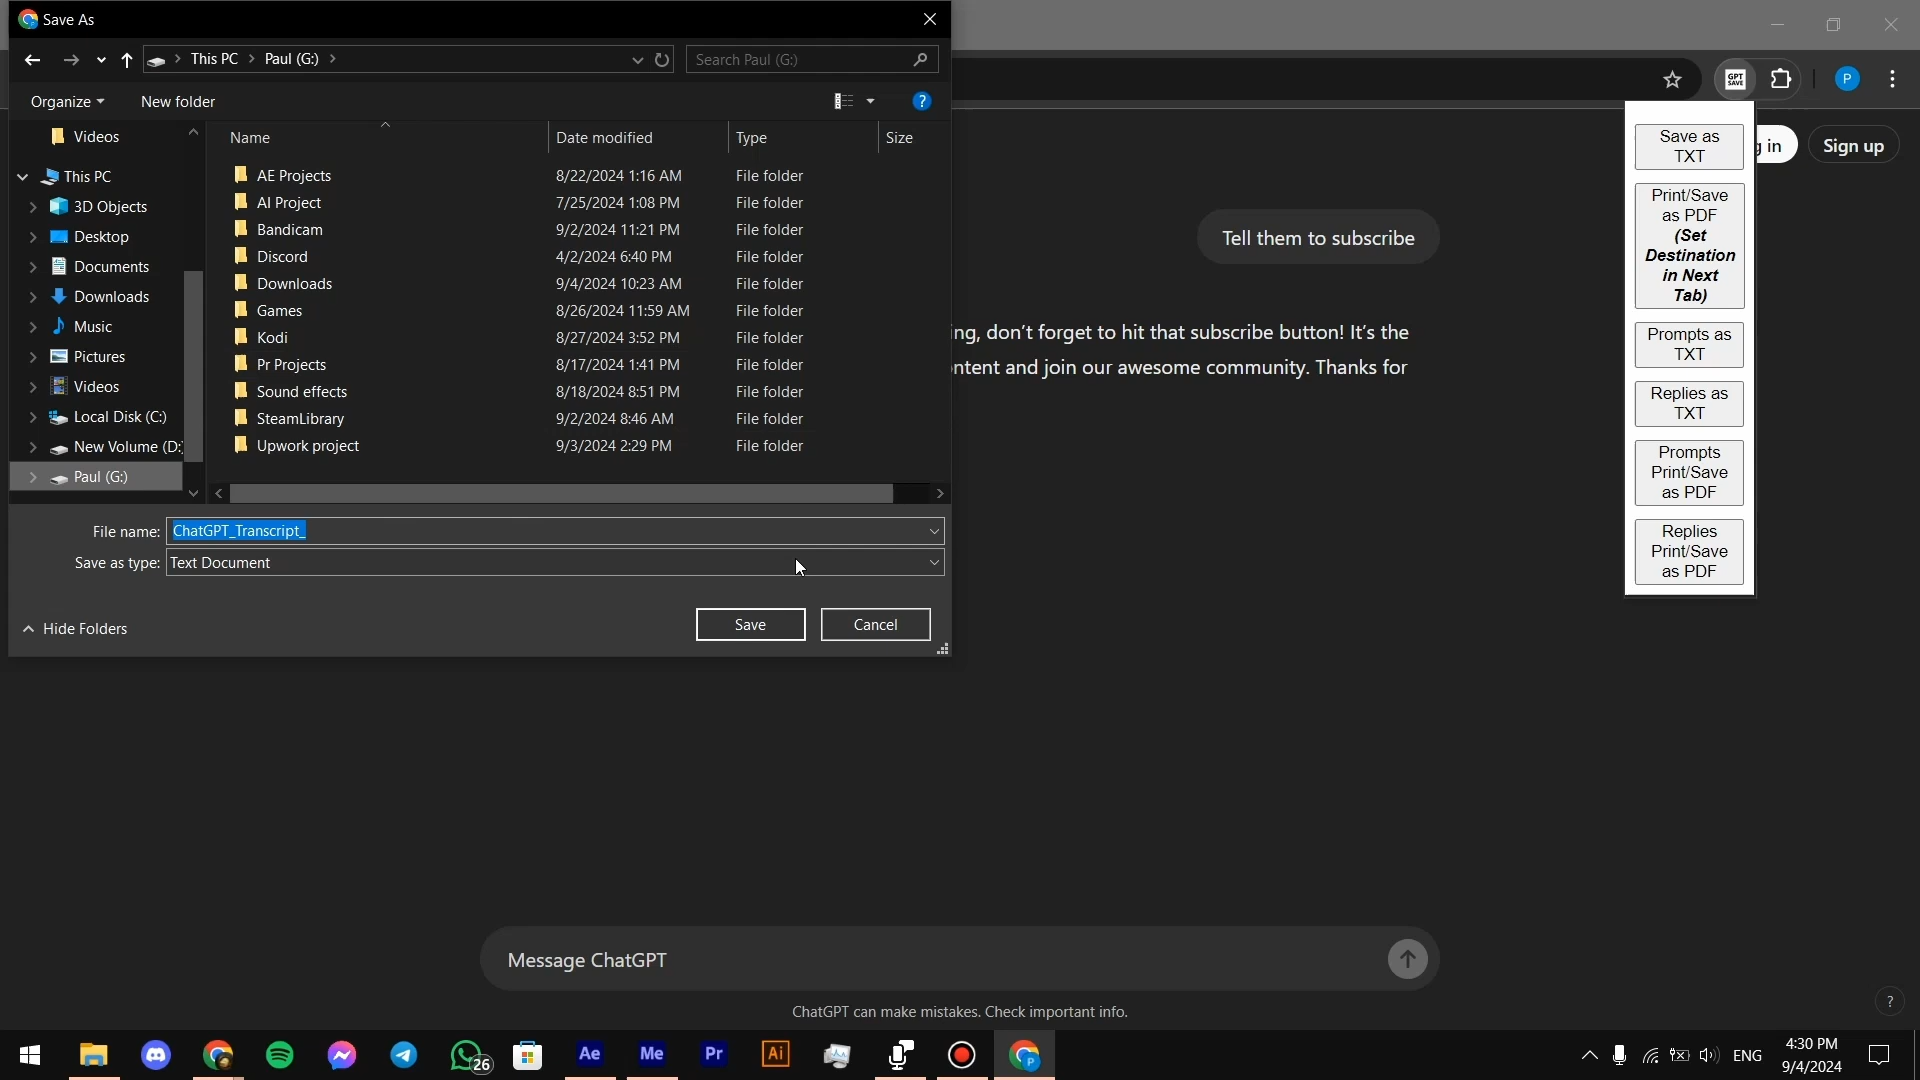 Save As
This PC
Paul (G:)
Search Paul (G:)
Organize
New folder
?
Videos
This PC
3D Objects
Desktop
Documents
Downloads
Music
Pictures
Videos
Local Disk (C:)
New Volume (D:
Paul (G:)
Name Date modified Type Size
AE Projects 8/22/2024 1:16 AM File folder
AI Project 7/25/2024 1:08 PM File folder
Bandicam 9/2/2024 11:21 PM File folder
Discord 4/2/2024 6:40 PM File folder
Downloads 9/4/2024 10:23 AM File folder
Games 8/26/2024 11:59 AM File folder
Kodi 8/27/2024 3:52 PM File folder
Pr Projects 8/17/2024 1:41 PM File folder
Sound effects 8/18/2024 8:51 PM File folder
SteamLibrary 9/2/2024 8:46 AM File folder
Upwork project 9/3/2024 2:29 PM File folder
File name: ChatGPT_Transcript_
Save as type: Text Document
Hide Folders
Save
Cancel
GPT
SAVE
P
in
Sign up
Tell them to subscribe
ing, don't forget to hit that subscribe button! It's the
ntent and join our awesome community. Thanks for
Save as
TXT
Print/Save
as PDF
(Set
Destination
in Next
Tab)
Prompts as
TXT
Replies as
TXT
Prompts
Print/Save
as PDF
Replies
Print/Save
as PDF
Message ChatGPT
ChatGPT can make mistakes. Check important info.
?
26
Ae
Me
Pr
Ai
P
ENG
4:30 PM
9/4/2024